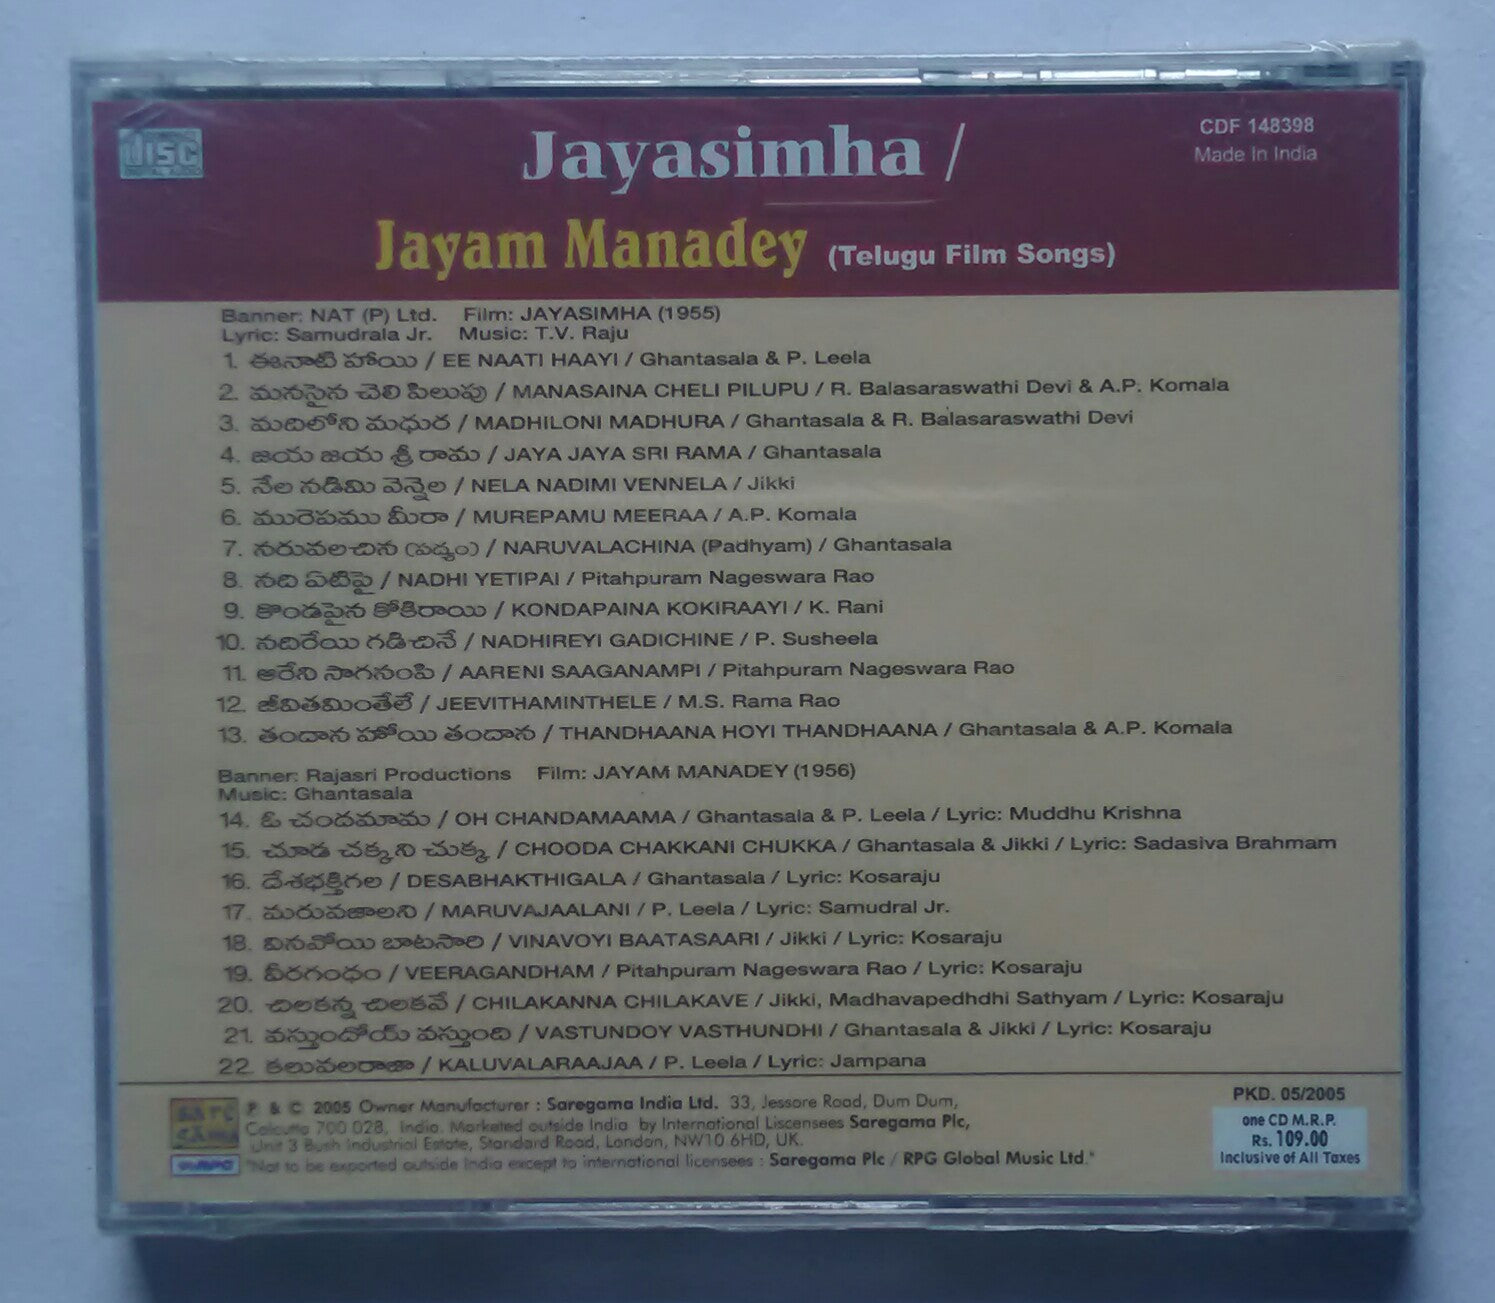 COMPACT
DISC
DIGITAL AUDIO
Jayasimha /
CDF 148398
Made In India
Jayam Manadey (Telugu Film Songs)
Banner: NAT (P) Ltd. Film: JAYASIMHA (1955)
Lyric: Samudrala Jr. Music: T.V. Raju
1. ఈనాటి హాయి / EE NAATI HAAYI / Ghantasala & P. Leela
2. మనసైన చెలి పిలుపు / MANASAINA CHELI PILUPU / R. Balasaraswathi Devi & A.P. Komala
3. మదిలోని మధుర / MADHILONI MADHURA / Ghantasala & R. Balasaraswathi Devi
4. జయ జయ శ్రీ రామ / JAYA JAYA SRI RAMA / Ghantasala
5. నేల నడిమి వెన్నెల / NELA NADIMI VENNELA / Jikki
6. మురెపము మీరా / MUREPAMU MEERAA / A.P. Komala
7. నరువలచిన (పద్యం) / NARUVALACHINA (Padhyam) / Ghantasala
8. నది ఏటిపై / NADHI YETIPAI / Pitahpuram Nageswara Rao
9. కొండపైన కోకిరాయి / KONDAPAINA KOKIRAAYI / K. Rani
10. నదిరేయి గడిచినే / NADHIREYI GADICHINE / P. Susheela
11. ఆరేని సాగనంపి / AARENI SAAGANAMPI / Pitahpuram Nageswara Rao
12. జీవితమింతేలే / JEEVITHAMINTHELE / M.S. Rama Rao
13. తందాన హోయి తందాన / THANDHAANA HOYI THANDHAANA / Ghantasala & A.P. Komala
Banner: Rajasri Productions Film: JAYAM MANADEY (1956)
Music: Ghantasala
14. ఓ చందమామ / OH CHANDAMAAMA / Ghantasala & P. Leela / Lyric: Muddhu Krishna
15. చూడ చక్కని చుక్క / CHOODA CHAKKANI CHUKKA / Ghantasala & Jikki / Lyric: Sadasiva Brahmam
16. దేశభక్తిగల / DESABHAKTHIGALA / Ghantasala / Lyric: Kosaraju
17. మరువజాలని / MARUVAJAALANI / P. Leela / Lyric: Samudral Jr.
18. వినవోయి బాటసారి / VINAVOYI BAATASAARI / Jikki / Lyric: Kosaraju
19. వీరగంధం / VEERAGANDHAM / Pitahpuram Nageswara Rao / Lyric: Kosaraju
20. చిలకన్న చిలకవే / CHILAKANNA CHILAKAVE / Jikki, Madhavapedhdhi Sathyam / Lyric: Kosaraju
21. వస్తుందోయ్ వస్తుంది / VASTUNDOY VASTHUNDHI / Ghantasala & Jikki / Lyric: Kosaraju
22. కలువలరాజా / KALUVALARAAJAA / P. Leela / Lyric: Jampana
P & C 2005 Owner Manufacturer : Saregama India Ltd. 33, Jessore Road, Dum Dum,
Calcutta 700 028, India. Marketed outside India by International Liscensees Saregama Plc,
Unit 3 Bush Industrial Estate, Standard Road, London, NW10 6HD, UK.
"Not to be exported outside India except to international licensees : Saregama Plc / RPG Global Music Ltd."
PKD. 05/2005
one CD M.R.P.
Rs. 109.00
Inclusive of All Taxes